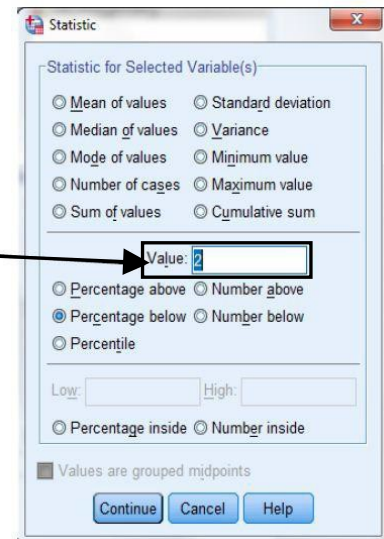 Statistic
Statistic for Selected Variable(s)
Mean of values Standard deviation
Median of values Variance
Mode of values Minimum value
Number of cases Maximum value
Sum of values Cumulative sum
Value: 2
Percentage above Number above
Percentage below Number below
Percentile
Low: High:
Percentage inside Number inside
Values are grouped midpoints
Continue Cancel Help